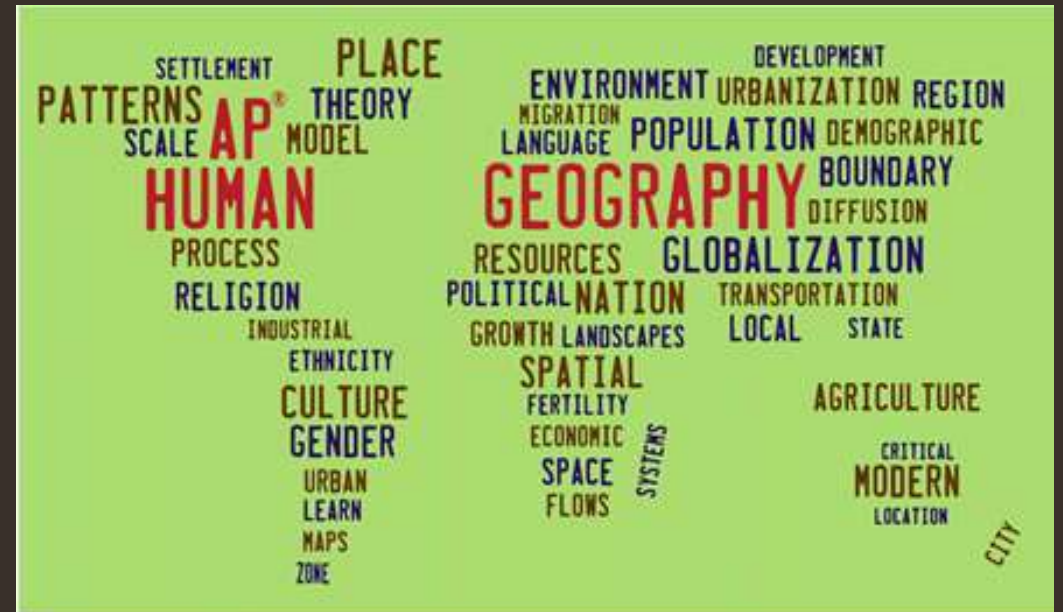 PLACE
SETTLEMENT
PATTERNS
AP®
THEORY
SCALE
MODEL
HUMAN
PROCESS
RELIGION
INDUSTRIAL
ETHNICITY
CULTURE
GENDER
URBAN
LEARN
MAPS
ZONE
DEVELOPMENT
ENVIRONMENT
URBANIZATION
REGION
MIGRATION
LANGUAGE
POPULATION
DEMOGRAPHIC
BOUNDARY
GEOGRAPHY
DIFFUSION
RESOURCES
GLOBALIZATION
POLITICAL
NATION
TRANSPORTATION
GROWTH
LANDSCAPES
LOCAL
STATE
SPATIAL
FERTILITY
ECONOMIC
SYSTEMS
SPACE
FLOWS
AGRICULTURE
CRITICAL
MODERN
LOCATION
CITY